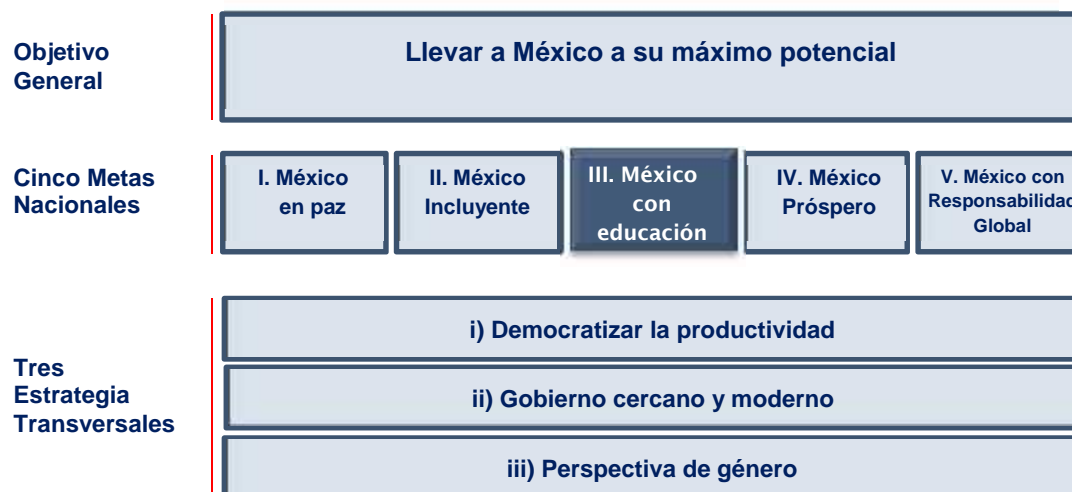 Objetivo
General
Llevar a México a su máximo potencial
Cinco Metas
Nacionales
I. México
en paz
II. México
Incluyente
III. México
con
educación
IV. México
Próspero
V. México con
Responsabilidad
Global
Tres
Estrategia
Transversales
i) Democratizar la productividad
ii) Gobierno cercano y moderno
iii) Perspectiva de género